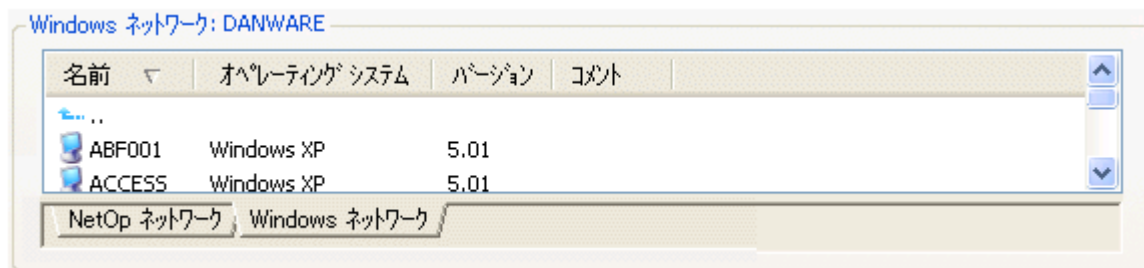 Windows ネットワーク: DANWARE
名前 オペレーティング システム バージョン コメント
..
ABF001 Windows XP 5.01
ACCESS Windows XP 5.01
NetOp ネットワーク Windows ネットワーク